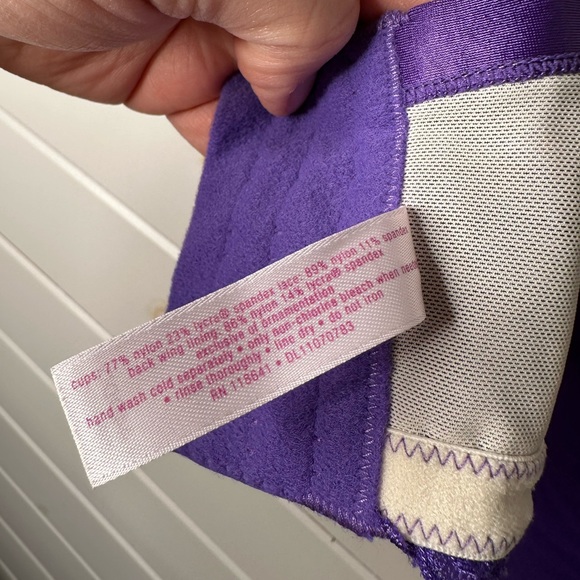 cups: 77% nylon 23% lycra® spandex lace: 89% nylon 11% spandex
back wing lining: 86% nylon 14% lycra® spandex
exclusive of ornamentation
hand wash cold separately • only non-chlorine bleach when
• rinse thoroughly • line dry • do not iron
RN 118641 • DL11070783